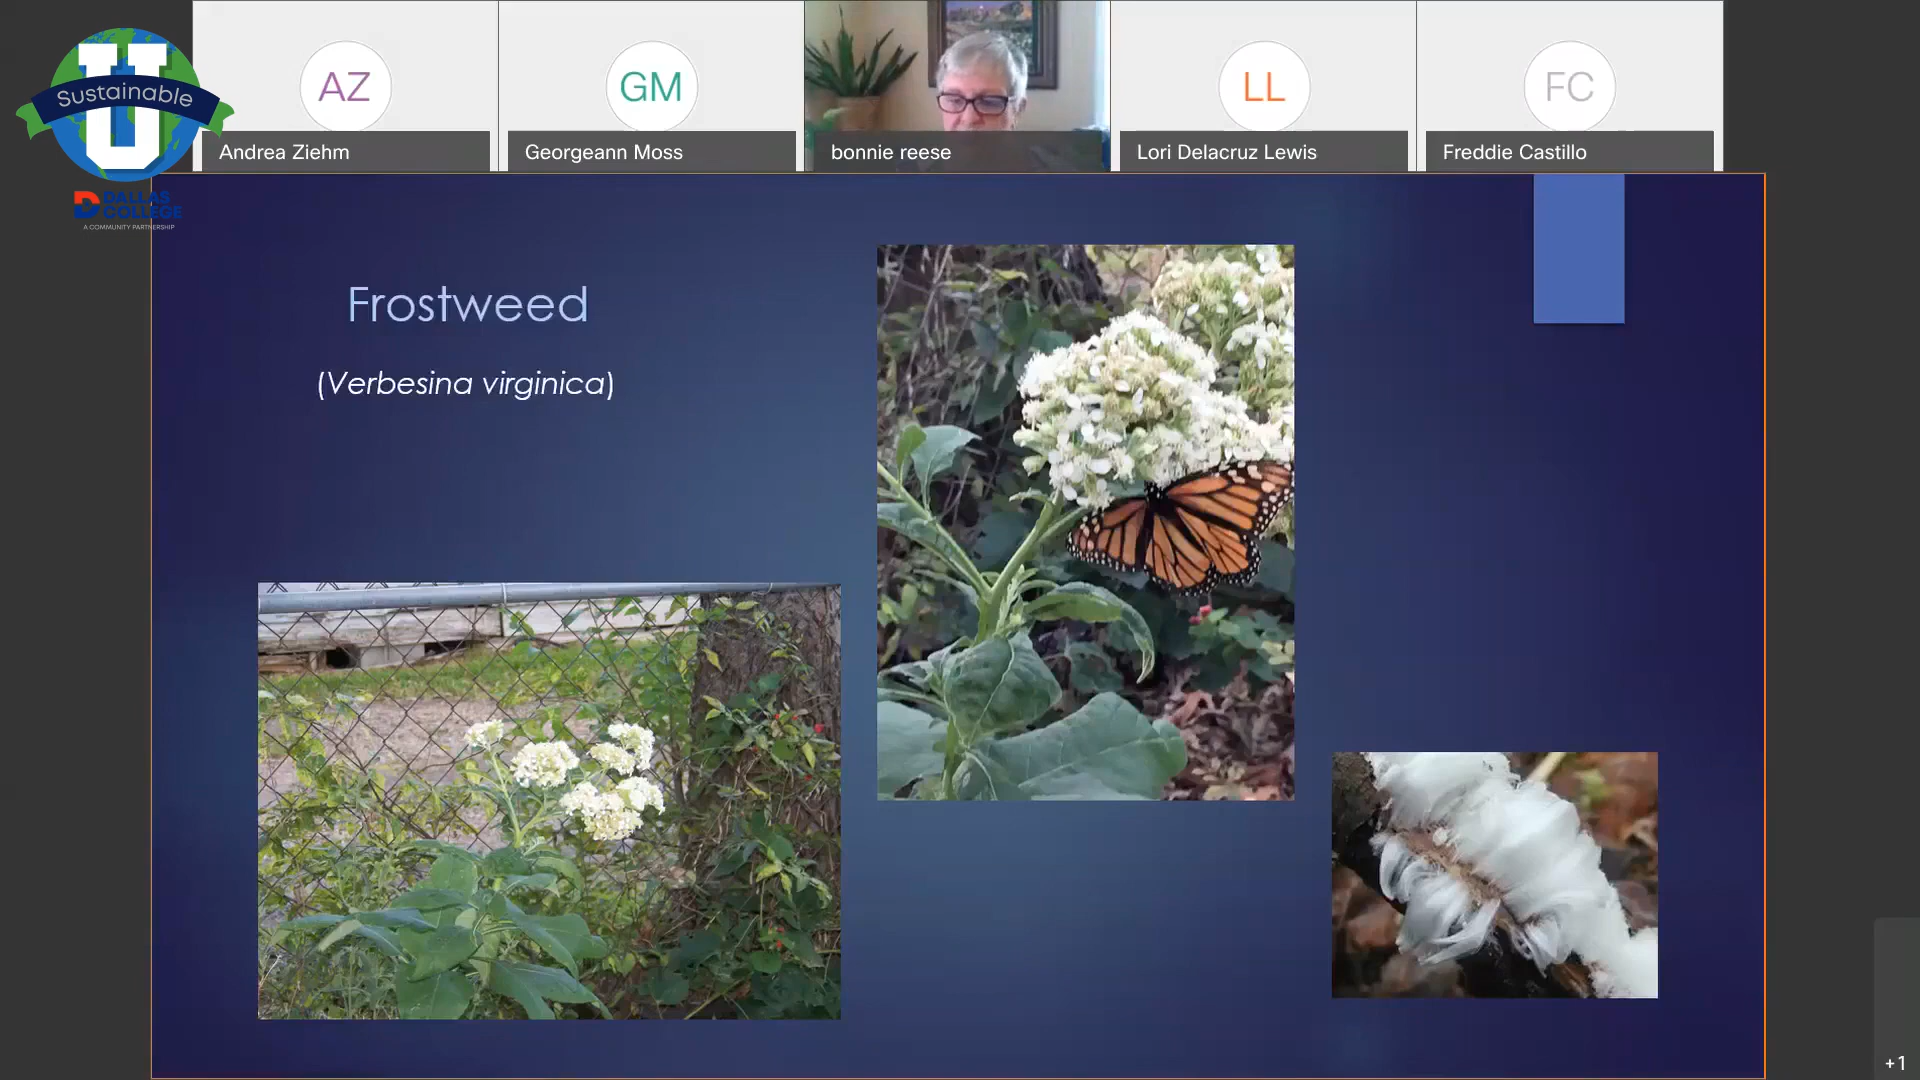 U
Sustainable
DALLAS
COLLEGE
A COMMUNITY PARTNERSHIP
AZ
Andrea Ziehm
GM
Georgeann Moss
bonnie reese
LL
Lori Delacruz Lewis
FC
Freddie Castillo
Frostweed
(Verbesina virginica)
+1